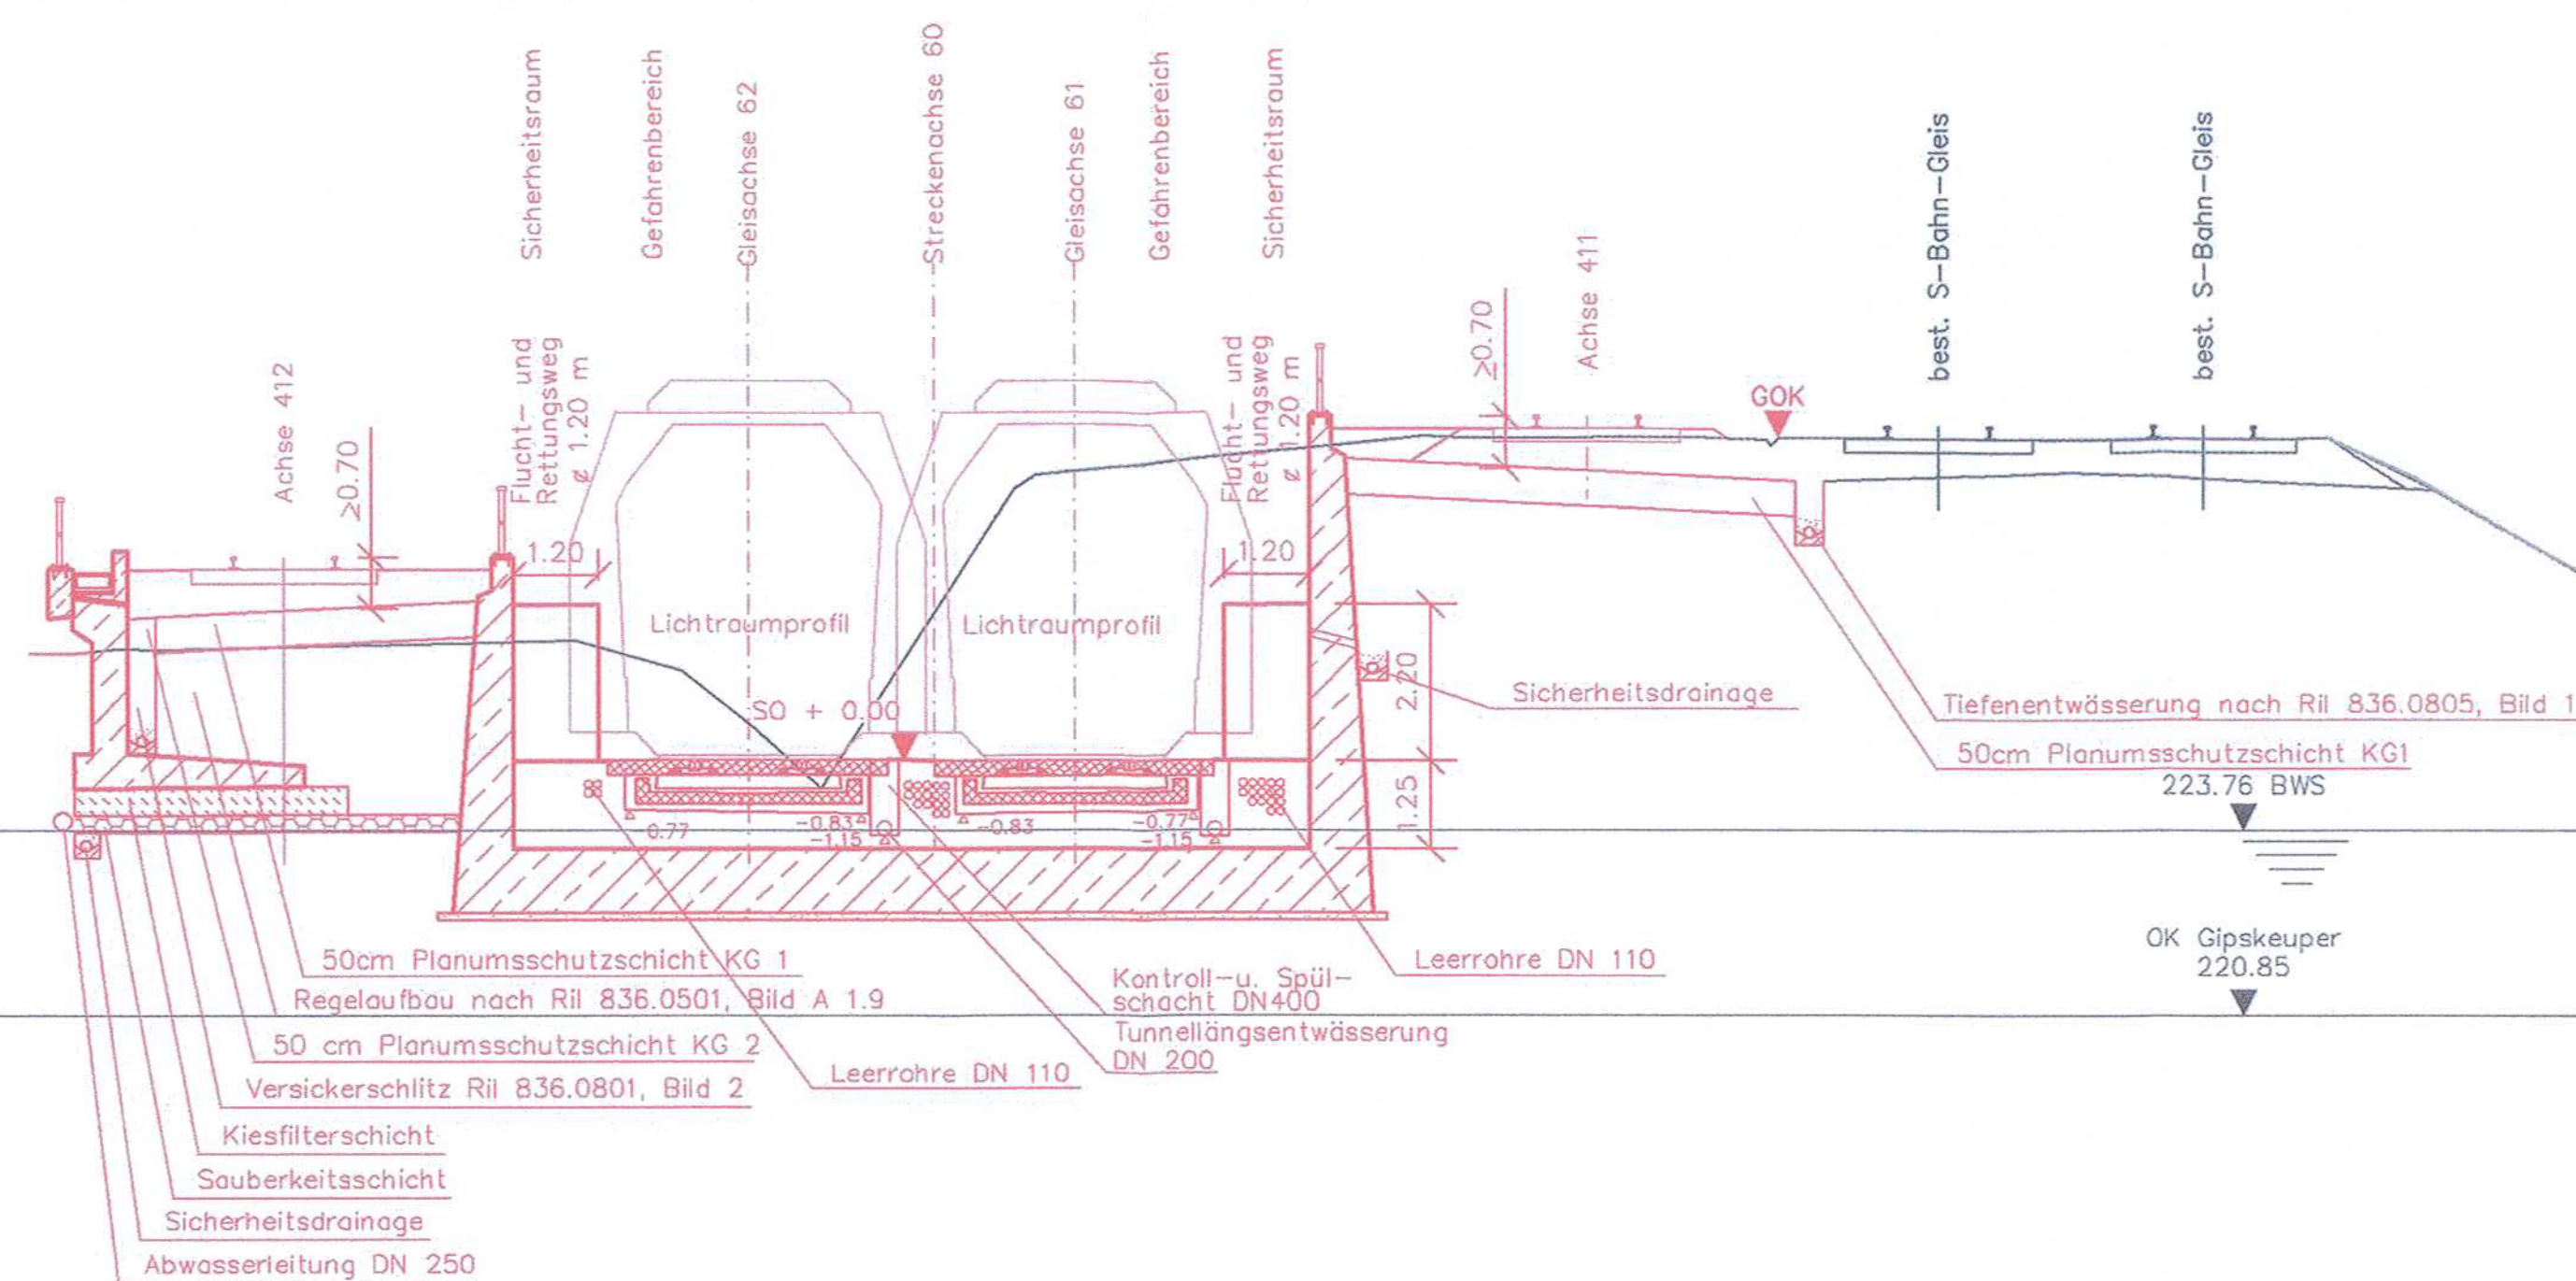 Sicherheitsraum
Gefahrenbereich
Gleisachse 62
Streckenachse 60
Gleisachse 61
Gefahrenbereich
Sicherheitsraum
best. S-Bahn-Gleis
best. S-Bahn-Gleis
Achse 412
≥0.70
Flucht- und
Rettungsweg
ø 1.20 m
Flucht- und
Rettungsweg
ø 1.20 m
≥0.70
Achse 411
GOK
1.20
1.20
Lichtraumprofil
Lichtraumprofil
SO + 0.00
2.20
1.25
Sicherheitsdrainage
Tiefenentwässerung nach Ril 836.0805, Bild 1
50cm Planumsschutzschicht KG1
223.76 BWS
-0.77
-0.83
-1.15
-0.83
-0.77
-1.15
OK Gipskeuper
220.85
50cm Planumsschutzschicht KG 1
Regelaufbau nach Ril 836.0501, Bild A 1.9
50 cm Planumsschutzschicht KG 2
Versickerschlitz Ril 836.0801, Bild 2
Kiesfilterschicht
Sauberkeitsschicht
Sicherheitsdrainage
Abwasserleitung DN 250
Leerrohre DN 110
Kontroll-u. Spül-
schacht DN400
Tunnellängsentwässerung
DN 200
Leerrohre DN 110